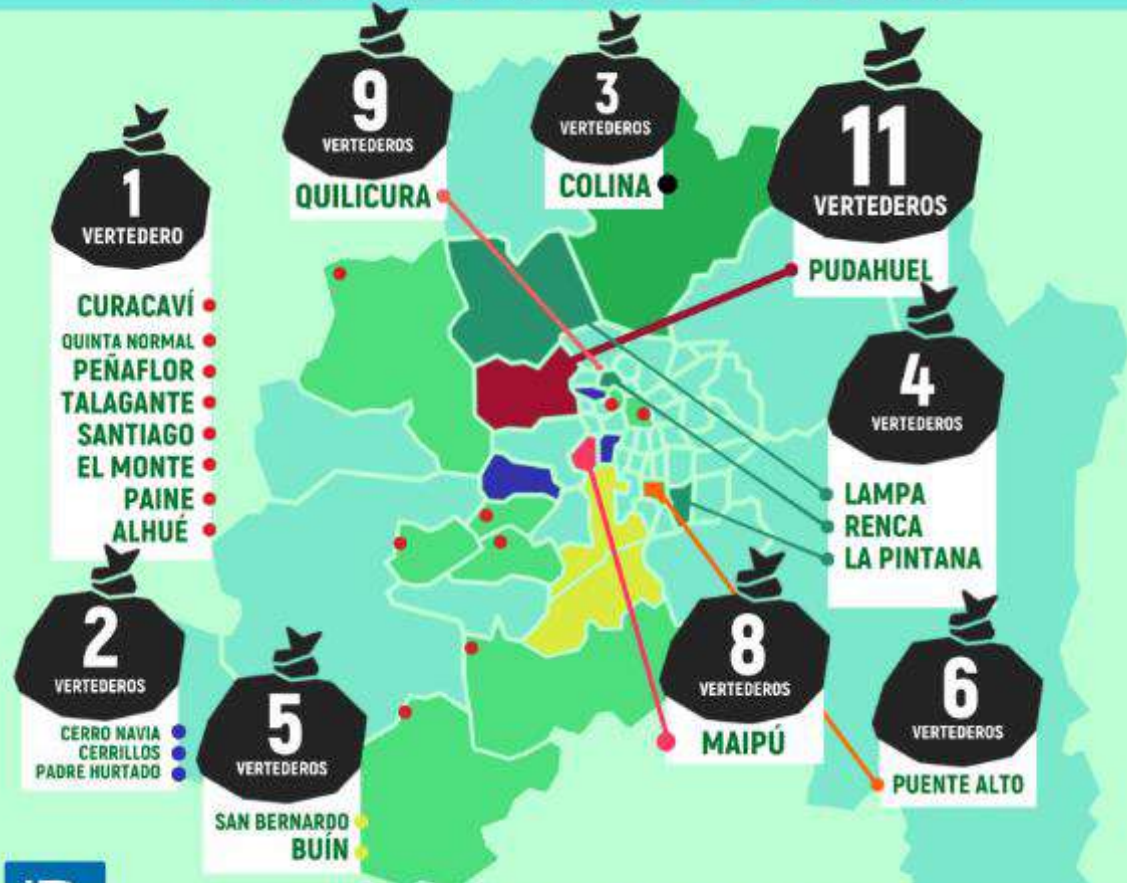 9
VERTEDEROS
QUILICURA
3
VERTEDEROS
COLINA
11
VERTEDEROS
PUDAHUEL
1
VERTEDERO
CURACAVÍ
QUINTA NORMAL
PEÑAFLOR
TALAGANTE
SANTIAGO
EL MONTE
PAINE
ALHUÉ
4
VERTEDEROS
LAMPA
RENCA
LA PINTANA
2
VERTEDEROS
CERRO NAVIA
CERRILLOS
PADRE HURTADO
5
VERTEDEROS
SAN BERNARDO
BUÍN
8
VERTEDEROS
MAIPÚ
6
VERTEDEROS
PUENTE ALTO